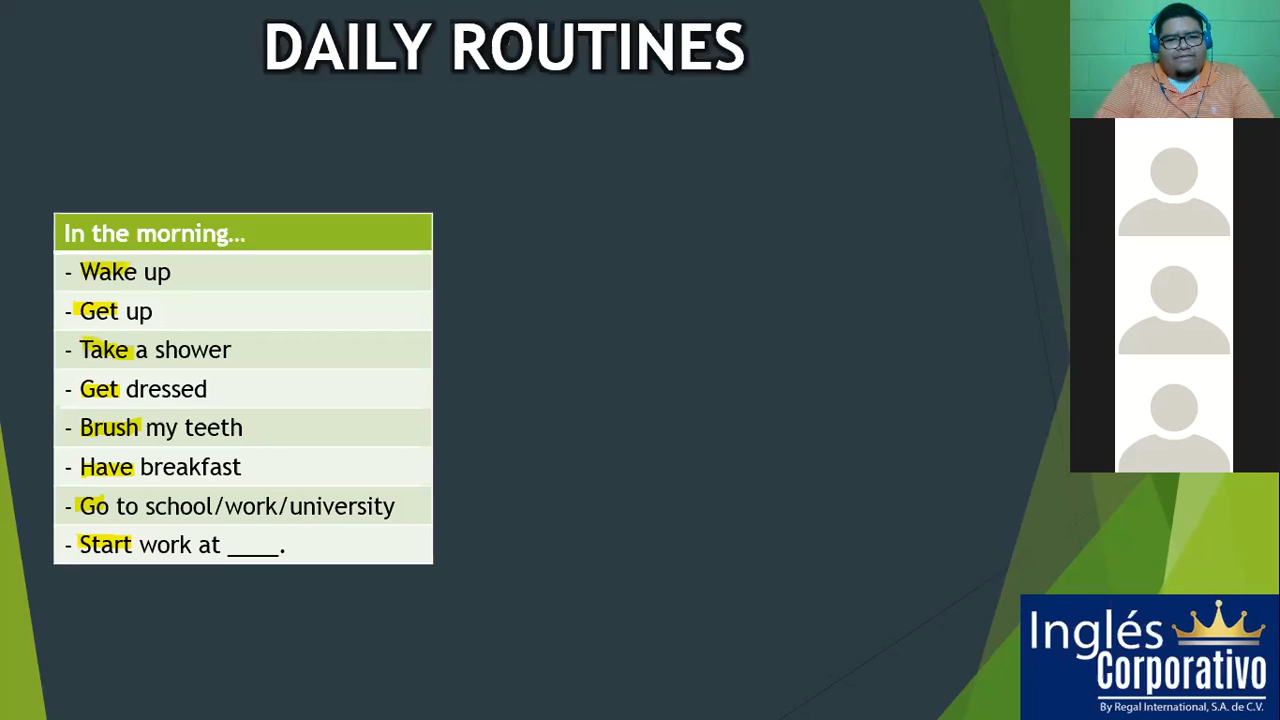 DAILY ROUTINES
In the morning…
- Wake up
- Get up
- Take a shower
- Get dressed
- Brush my teeth
- Have breakfast
- Go to school/work/university
- Start work at ____.
Inglés
Corporativo
By Regal International, S.A. de C.V.